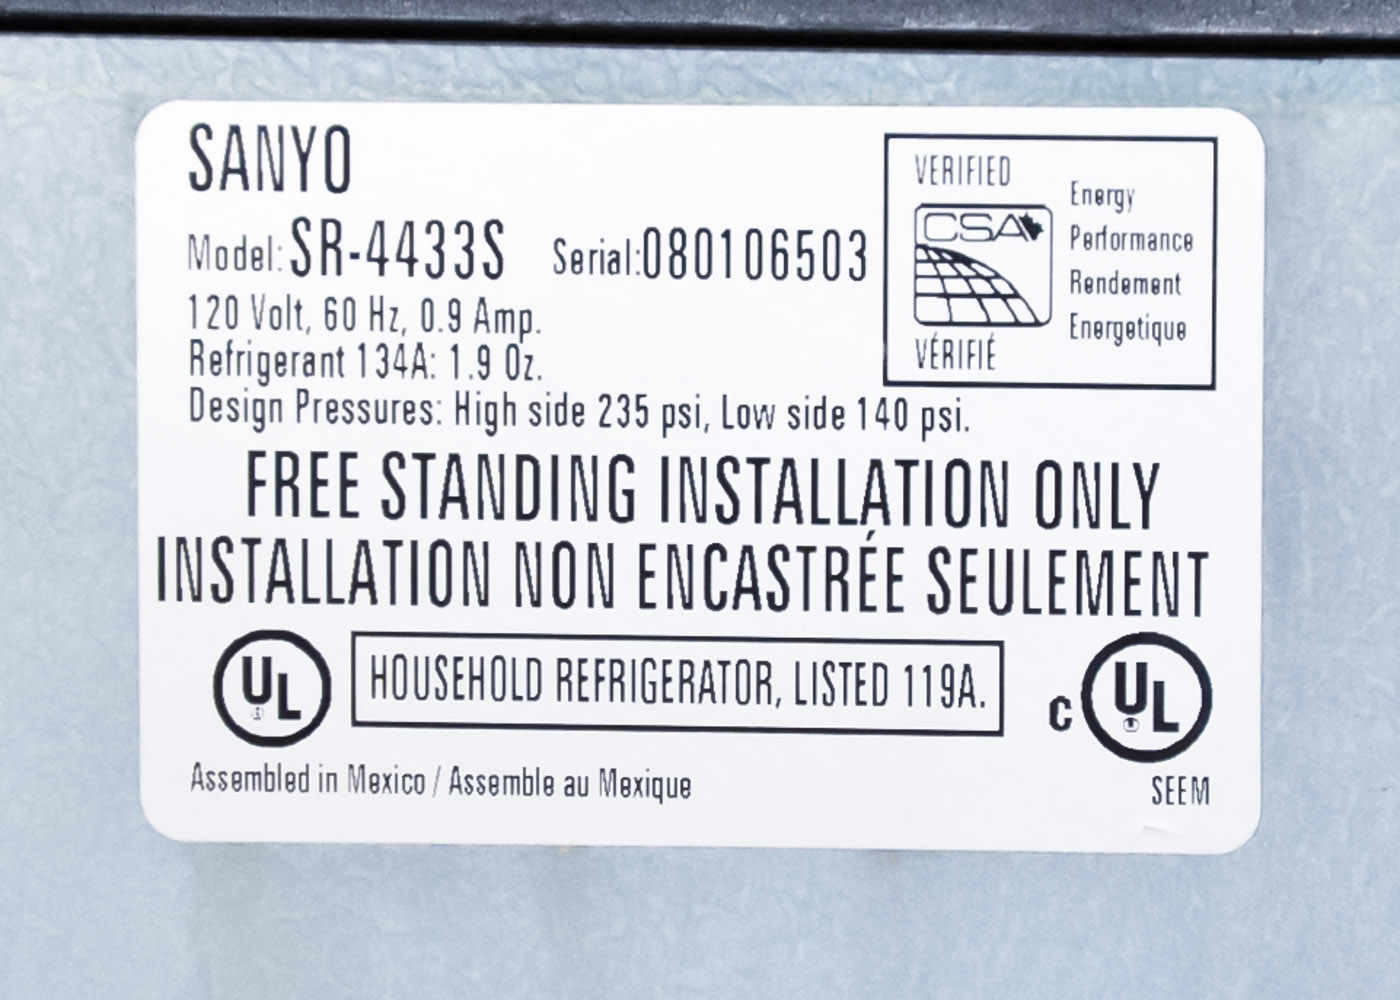 SANYO
Model: SR-4433S Serial:080106503
120 Volt, 60 Hz, 0.9 Amp.
Refrigerant 134A: 1.9 Oz.
Design Pressures: High side 235 psi, Low side 140 psi.
VERIFIED
CSA
VÉRIFIÉ
Energy
Performance
Rendement
Energetique
FREE STANDING INSTALLATION ONLY
INSTALLATION NON ENCASTRÉE SEULEMENT
UL
HOUSEHOLD REFRIGERATOR, LISTED 119A.
c UL
Assembled in Mexico / Assemble au Mexique
SEEM